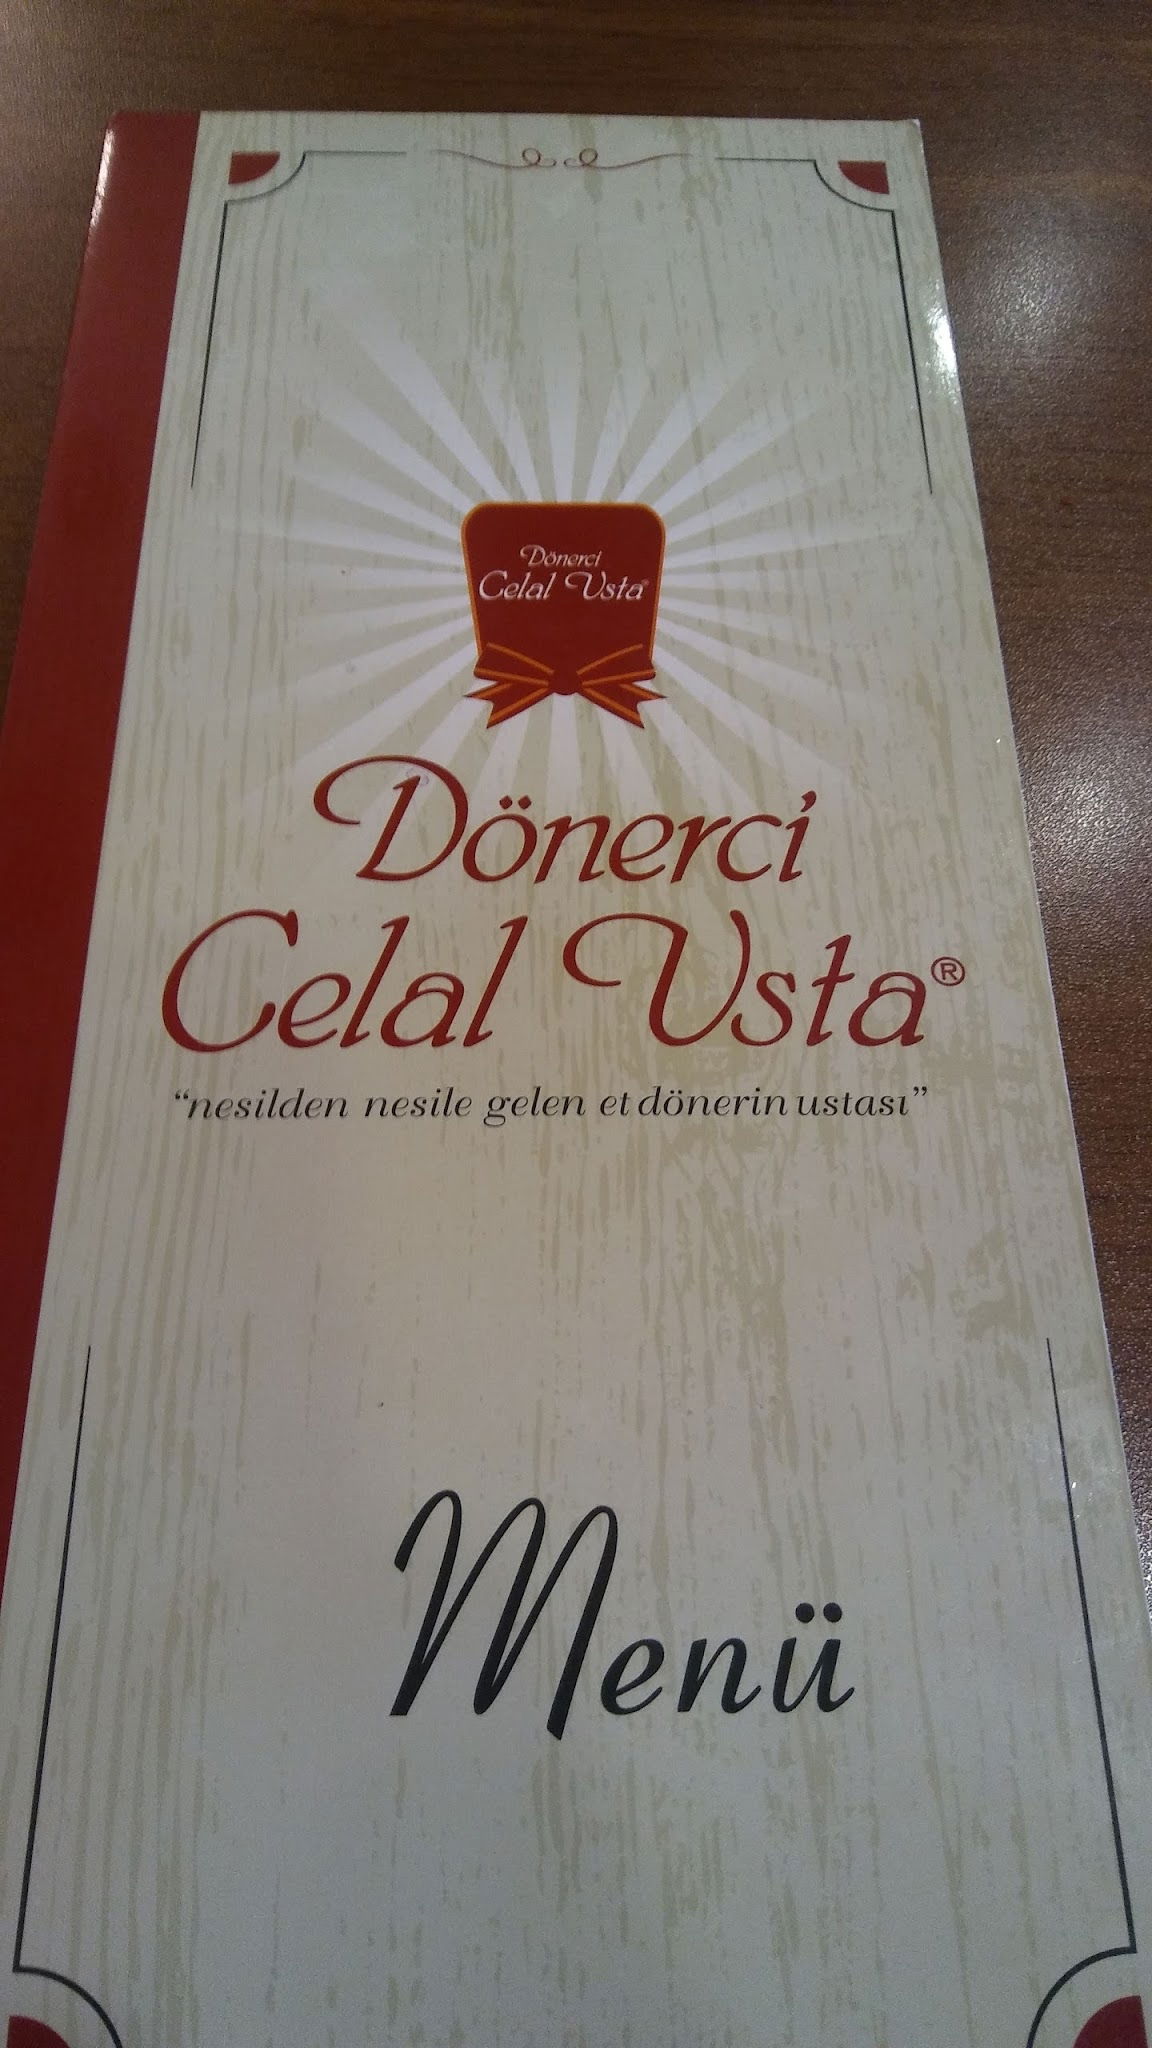 Dönerci
Celal Usta®
Dönerci
Celal Usta®
"nesilden nesile gelen et dönerin ustası"
Menü